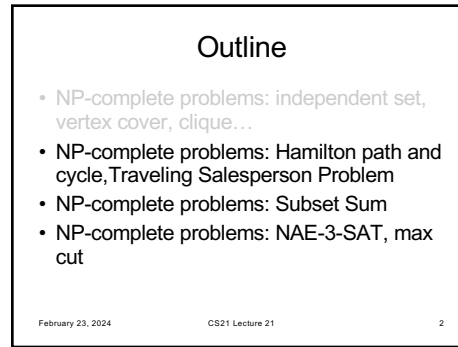 Outline
• NP-complete problems: independent set,
vertex cover, clique…
• NP-complete problems: Hamilton path and
cycle,Traveling Salesperson Problem
• NP-complete problems: Subset Sum
• NP-complete problems: NAE-3-SAT, max
cut
February 23, 2024 CS21 Lecture 21 2